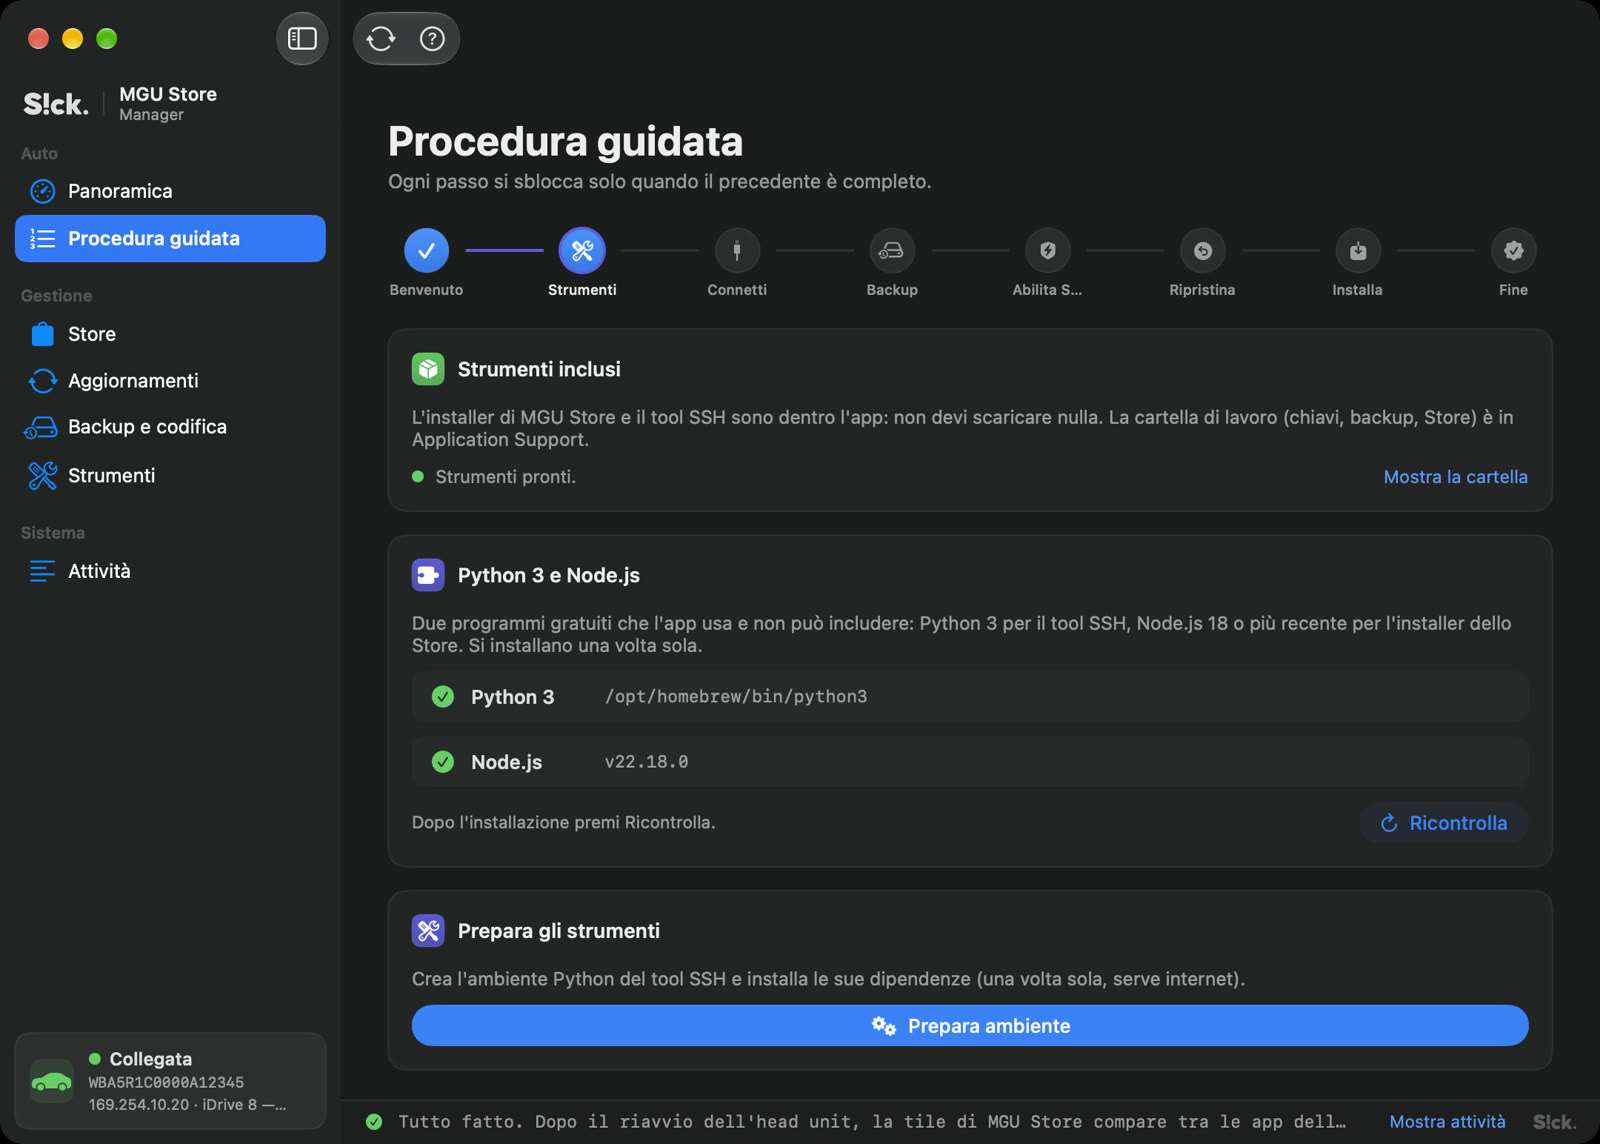 S!ck.
MGU Store
Manager
Auto
Panoramica
Procedura guidata
Gestione
Store
Aggiornamenti
Backup e codifica
Strumenti
Sistema
Attività
Collegata
WBA5R1C0000A12345
169.254.10.20 · iDrive 8 —...
Procedura guidata
Ogni passo si sblocca solo quando il precedente è completo.
Benvenuto
Strumenti
Connetti
Backup
Abilita S...
Ripristina
Installa
Fine
Strumenti inclusi
L'installer di MGU Store e il tool SSH sono dentro l'app: non devi scaricare nulla. La cartella di lavoro (chiavi, backup, Store) è in
Application Support.
Strumenti pronti.
Mostra la cartella
Python 3 e Node.js
Due programmi gratuiti che l'app usa e non può includere: Python 3 per il tool SSH, Node.js 18 o più recente per l'installer dello
Store. Si installano una volta sola.
Python 3 /opt/homebrew/bin/python3
Node.js v22.18.0
Dopo l'installazione premi Ricontrolla.
Ricontrolla
Prepara gli strumenti
Crea l'ambiente Python del tool SSH e installa le sue dipendenze (una volta sola, serve internet).
Prepara ambiente
Tutto fatto. Dopo il riavvio dell'head unit, la tile di MGU Store compare tra le app dell…
Mostra attività
S!ck.